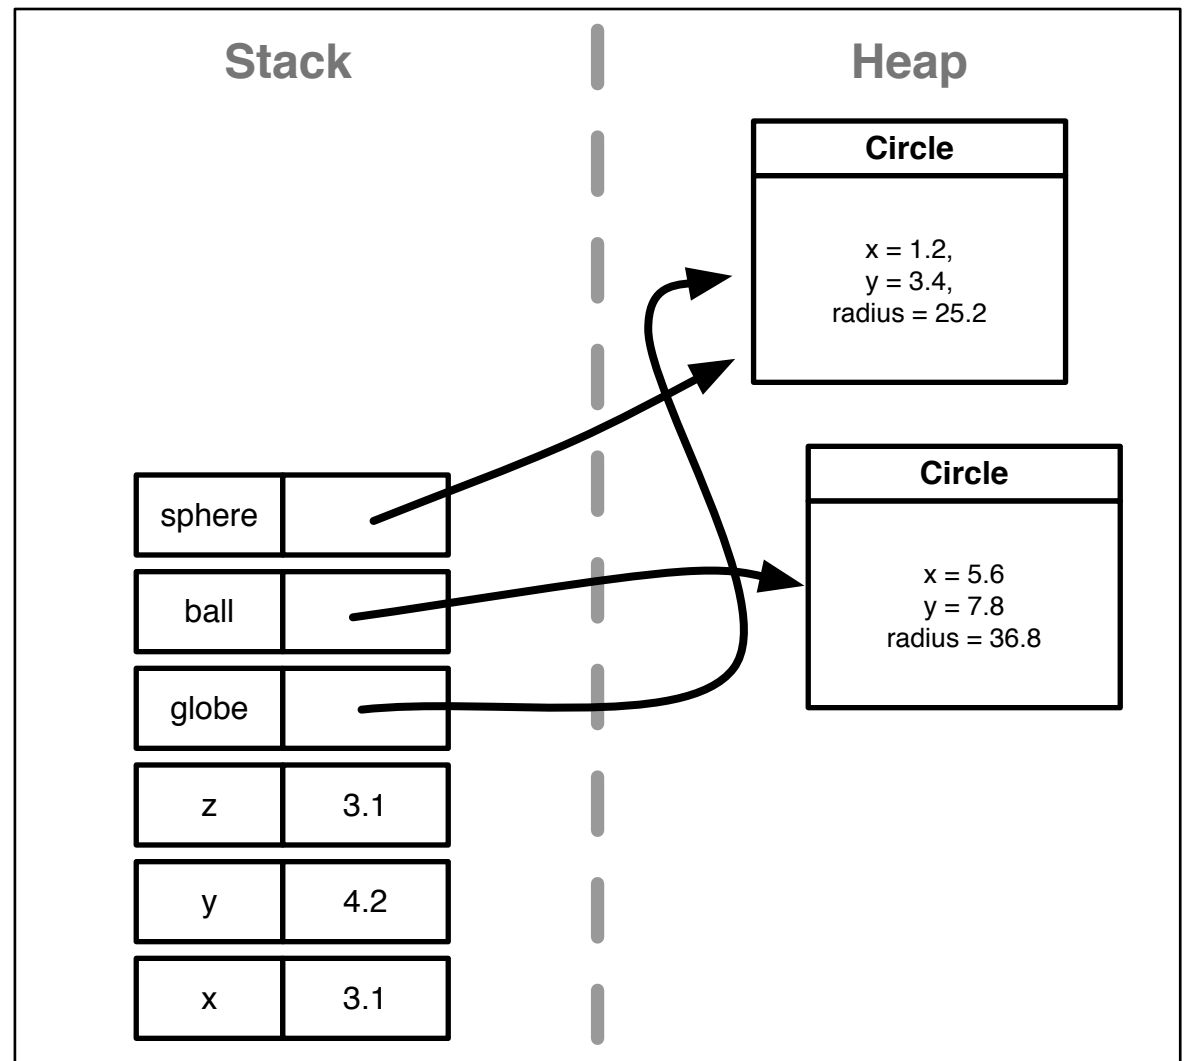 Stack
Heap
Circle
x = 1.2,
y = 3.4,
radius = 25.2
Circle
x = 5.6
y = 7.8
radius = 36.8
sphere
ball
globe
z 3.1
y 4.2
x 3.1